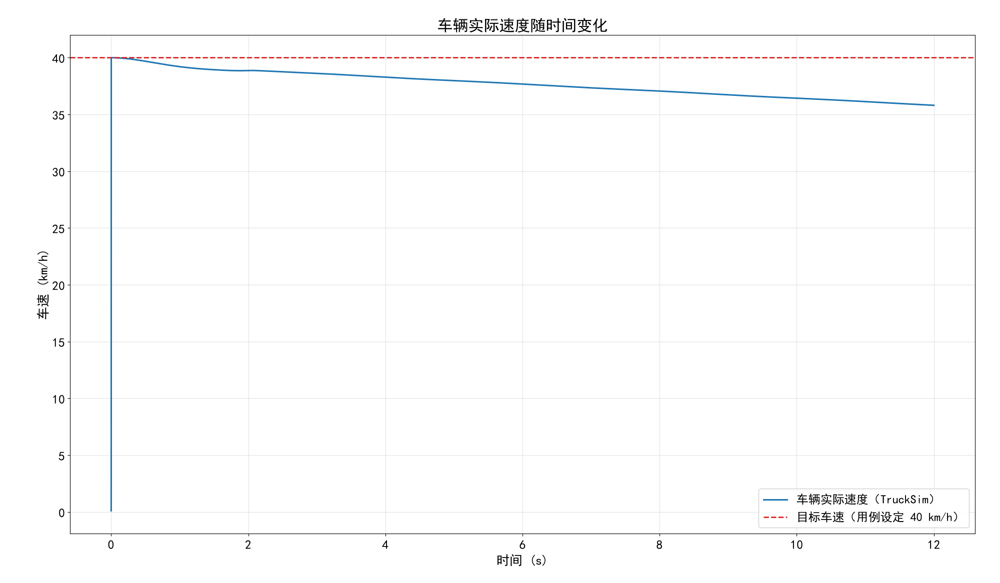 车辆实际速度随时间变化
车速 (km/h)
40
35
30
25
20
15
10
5
0
0 2 4 6 8 10 12
时间 (s)
车辆实际速度（TruckSim）
目标车速（用例设定 40 km/h）